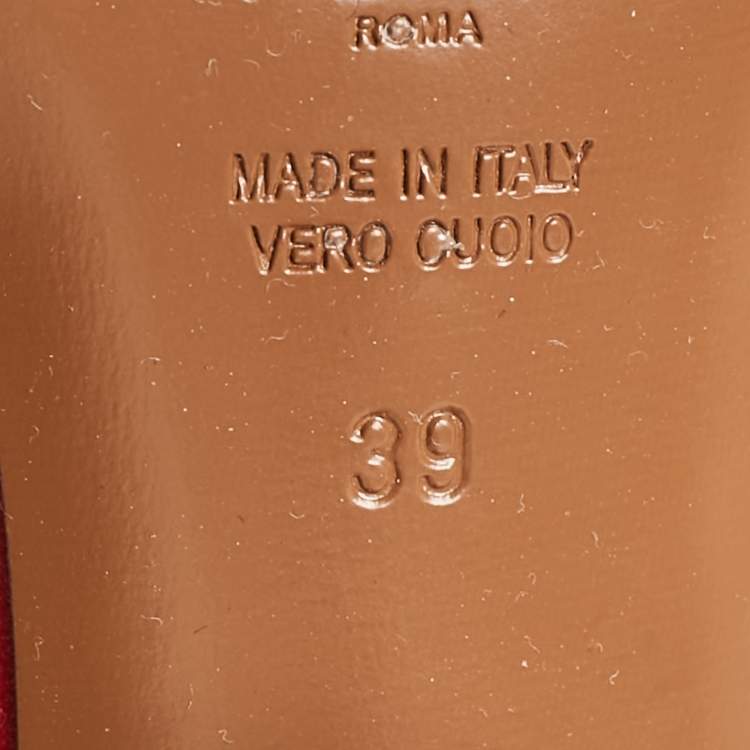 ROMA
MADE IN ITALY
VERO CUOIO
39